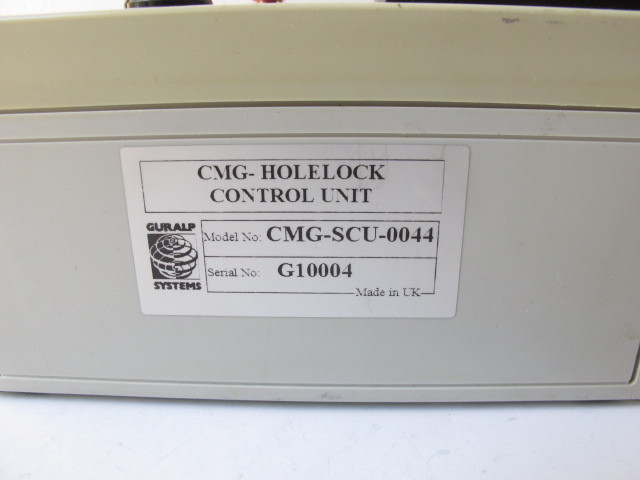 CMG- HOLELOCK
CONTROL UNIT
GURALP
SYSTEMS
Model No: CMG-SCU-0044
Serial No: G10004
Made in UK